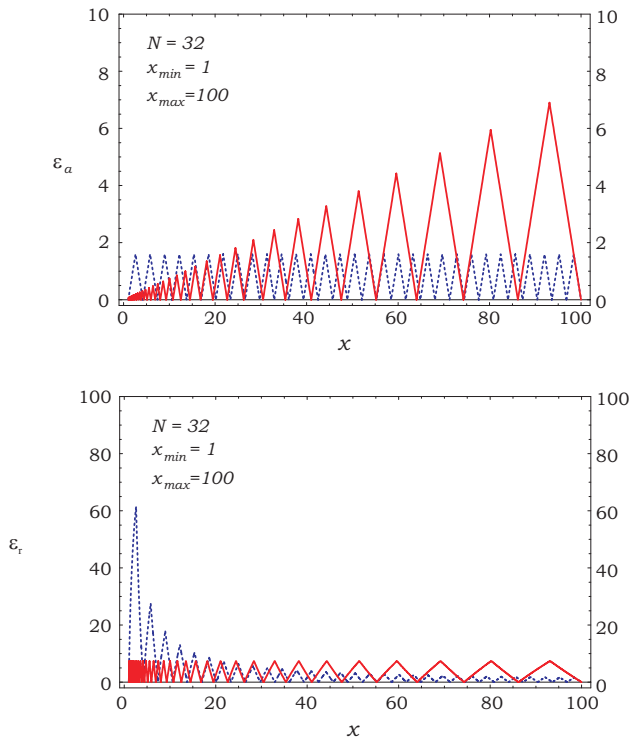 10 10
N = 32
8 8
x_min = 1
x_max=100
6 6
ε_a
4 4
2 2
0 0
0 20 40 60 80 100
x
100 100
N = 32
80 80
x_min = 1
x_max=100
60 60
ε_r
40 40
20 20
0 0
0 20 40 60 80 100
x